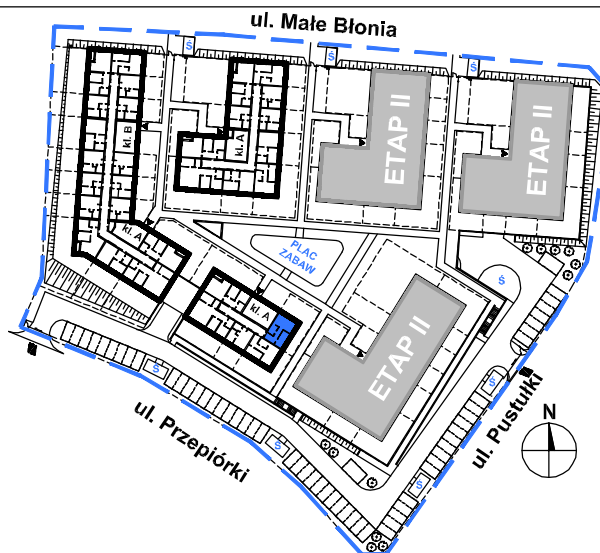 ul. Małe Błonia
Ś
Ś
Ś
kl. B
kl. A
ETAP II
ETAP II
kl. A
PLAC
ZABAW
Ś
kl. A
ETAP II
Ś
Ś
ul. Przepiórki
Ś
Ś
ul. Pustułki
N